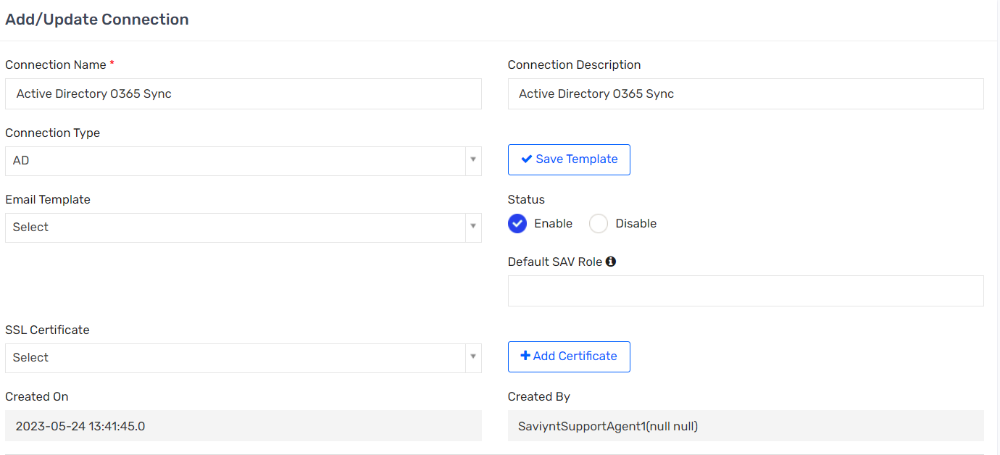 Add/Update Connection
Connection Name *
Connection Description
Active Directory O365 Sync
Active Directory O365 Sync
Connection Type
AD
Save Template
Email Template
Status
Select
Enable
Disable
Default SAV Role
SSL Certificate
Select
Add Certificate
Created On
Created By
2023-05-24 13:41:45.0
SaviyntSupportAgent1(null null)